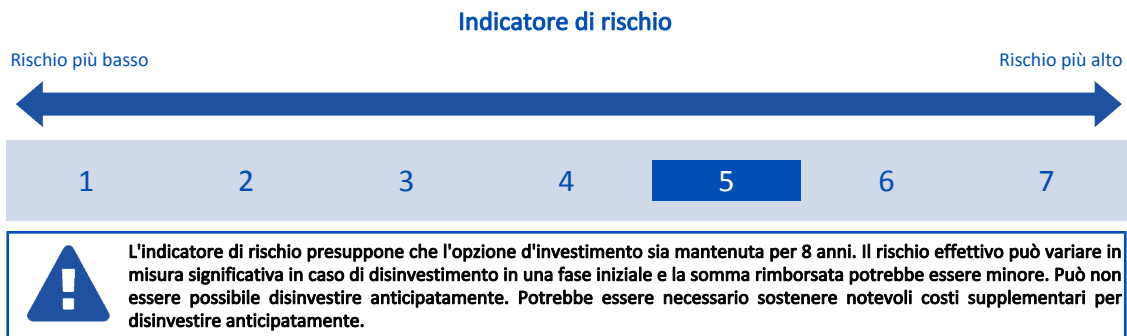 Indicatore di rischio
Rischio più basso
Rischio più alto
1 2 3 4 5 6 7
L'indicatore di rischio presuppone che l'opzione d'investimento sia mantenuta per 8 anni. Il rischio effettivo può variare in
misura significativa in caso di disinvestimento in una fase iniziale e la somma rimborsata potrebbe essere minore. Può non
essere possibile disinvestire anticipatamente. Potrebbe essere necessario sostenere notevoli costi supplementari per
disinvestire anticipatamente.